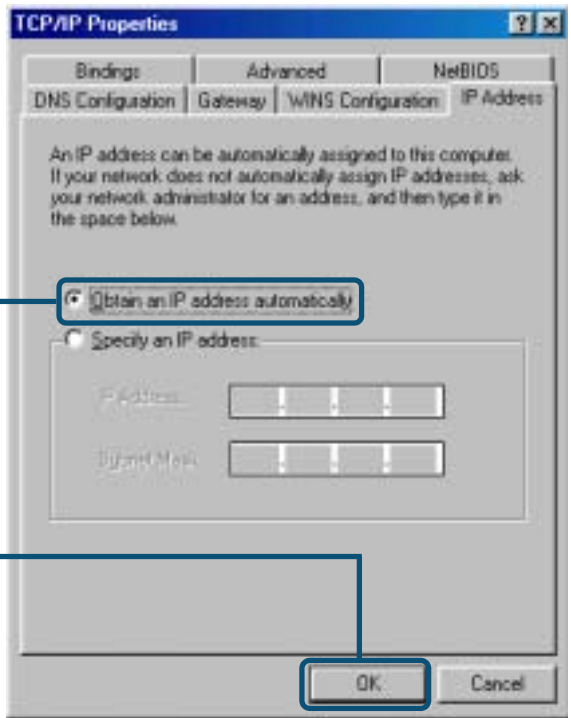 TCP/IP Properties
Bindings Advanced NetBIOS
DNS Configuration Gateway WINS Configuration IP Address
An IP address can be automatically assigned to this computer.
If your network does not automatically assign IP addresses, ask
your network administrator for an address, and then type it in
the space below.
Obtain an IP address automatically
Specify an IP address:
IP Address:
Subnet Mask:
OK Cancel